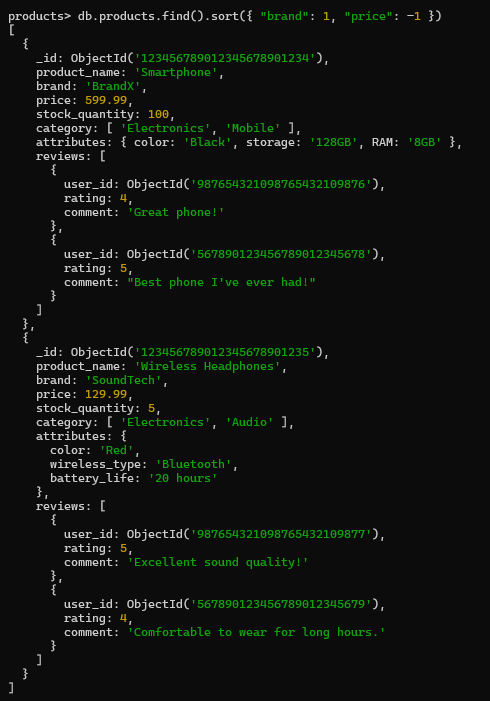 products> db.products.find().sort({ "brand": 1, "price": -1 })
[
  {
    _id: ObjectId('123456789012345678901234'),
    product_name: 'Smartphone',
    brand: 'BrandX',
    price: 599.99,
    stock_quantity: 100,
    category: [ 'Electronics', 'Mobile' ],
    attributes: { color: 'Black', storage: '128GB', RAM: '8GB' },
    reviews: [
      {
        user_id: ObjectId('987654321098765432109876'),
        rating: 4,
        comment: 'Great phone!'
      },
      {
        user_id: ObjectId('567890123456789012345678'),
        rating: 5,
        comment: "Best phone I've ever had!"
      }
    ]
  },
  {
    _id: ObjectId('123456789012345678901235'),
    product_name: 'Wireless Headphones',
    brand: 'SoundTech',
    price: 129.99,
    stock_quantity: 5,
    category: [ 'Electronics', 'Audio' ],
    attributes: {
      color: 'Red',
      wireless_type: 'Bluetooth',
      battery_life: '20 hours'
    },
    reviews: [
      {
        user_id: ObjectId('987654321098765432109877'),
        rating: 5,
        comment: 'Excellent sound quality!'
      },
      {
        user_id: ObjectId('567890123456789012345679'),
        rating: 4,
        comment: 'Comfortable to wear for long hours.'
      }
    ]
  }
]